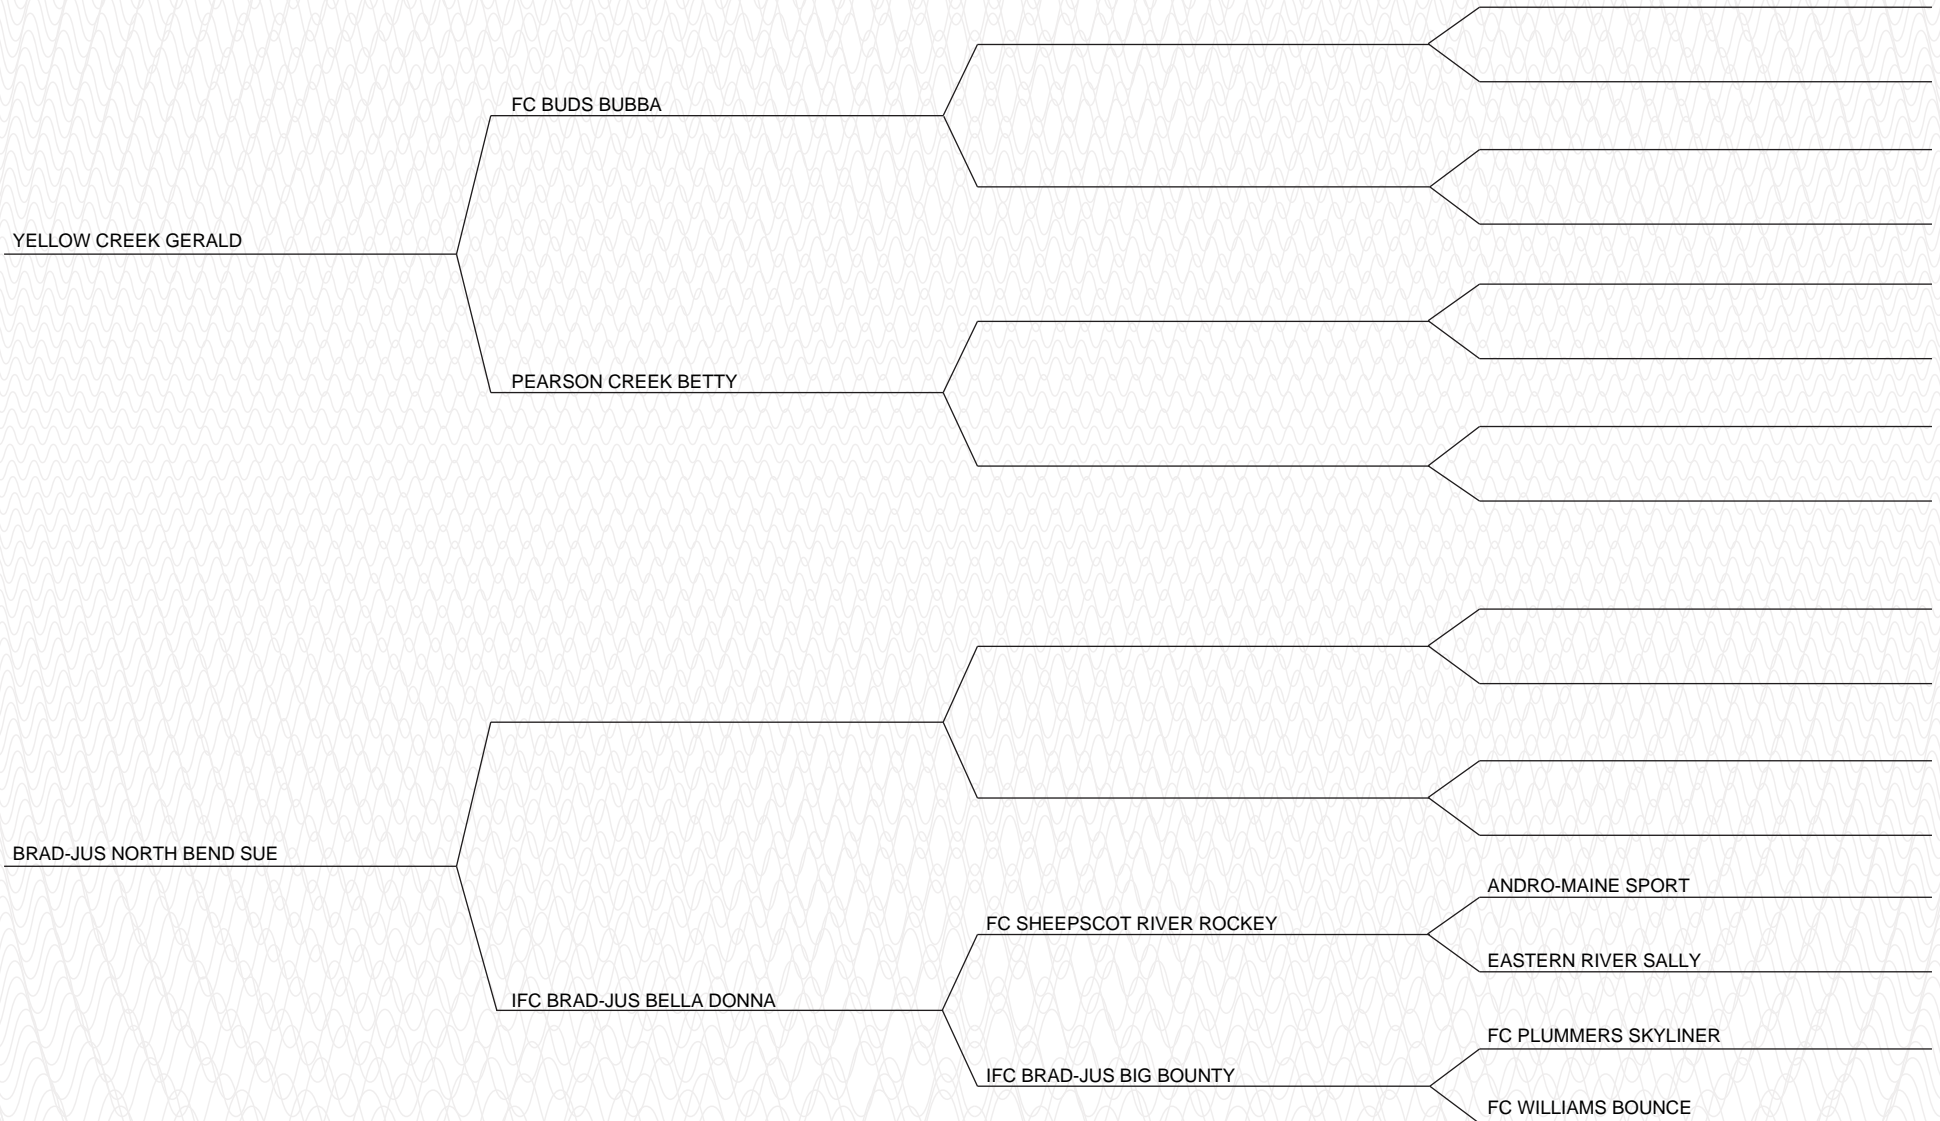 FC BUDS BUBBA
YELLOW CREEK GERALD
PEARSON CREEK BETTY
BRAD-JUS NORTH BEND SUE
ANDRO-MAINE SPORT
FC SHEEPSCOT RIVER ROCKEY
EASTERN RIVER SALLY
IFC BRAD-JUS BELLA DONNA
FC PLUMMERS SKYLINER
IFC BRAD-JUS BIG BOUNTY
FC WILLIAMS BOUNCE